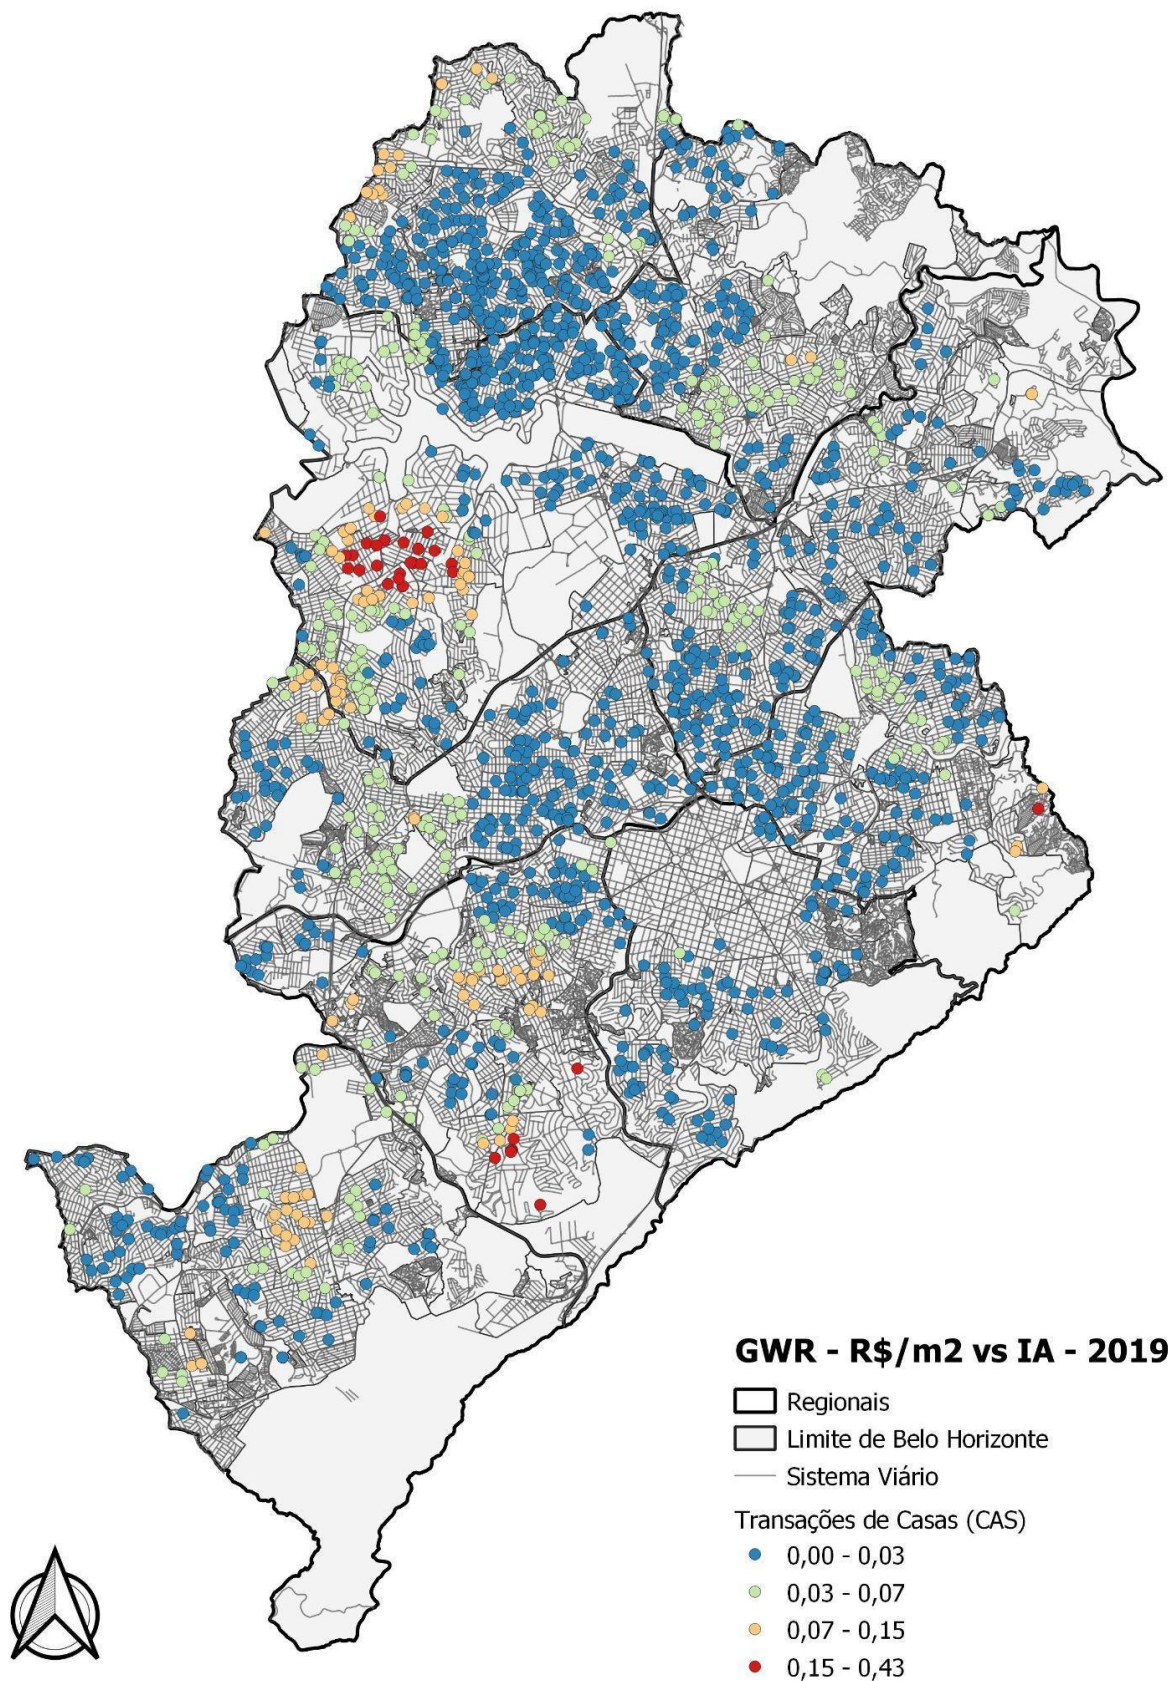 GWR - R$/m2 vs IA - 2019
Regionais
Limite de Belo Horizonte
Sistema Viário
Transações de Casas (CAS)
0,00 - 0,03
0,03 - 0,07
0,07 - 0,15
0,15 - 0,43